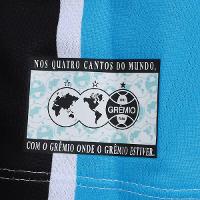 NOS QUATRO CANTOS DO MUNDO,
GRÊMIO
COM O GRÊMIO ONDE O GRÊMIO ESTIVER.